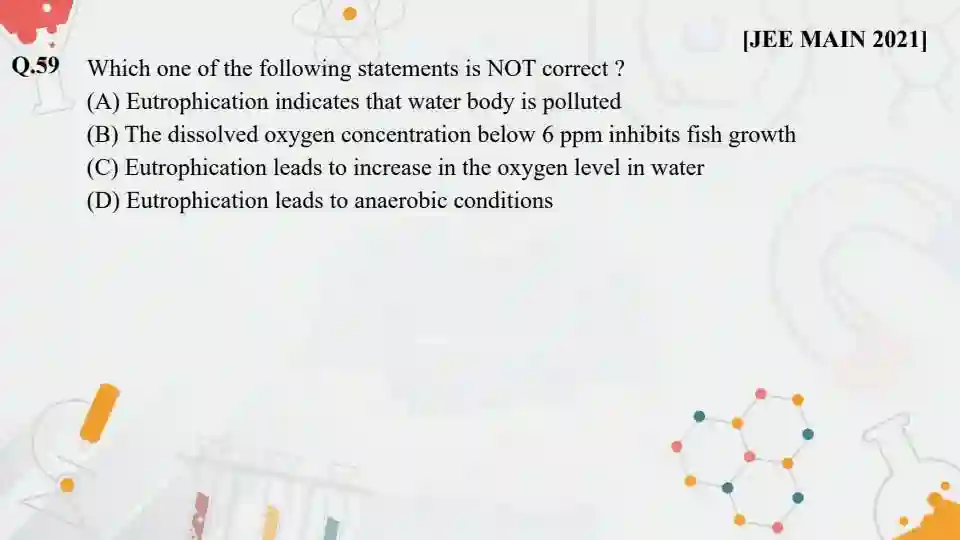 [JEE MAIN 2021]
Q.59 Which one of the following statements is NOT correct ?
(A) Eutrophication indicates that water body is polluted
(B) The dissolved oxygen concentration below 6 ppm inhibits fish growth
(C) Eutrophication leads to increase in the oxygen level in water
(D) Eutrophication leads to anaerobic conditions